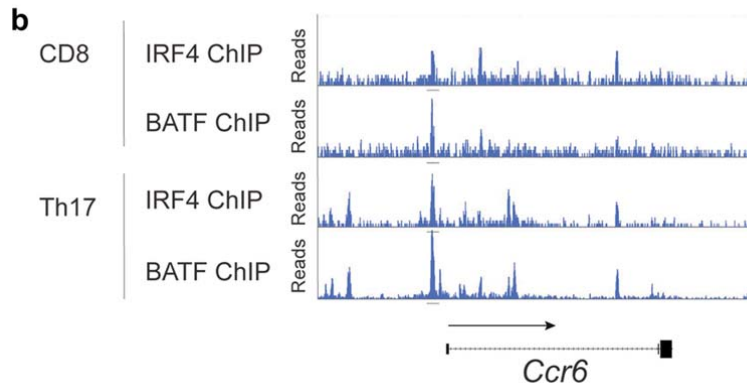 b
CD8
IRF4 ChIP
Reads
BATF ChIP
Reads
Th17
IRF4 ChIP
Reads
BATF ChIP
Reads
Ccr6